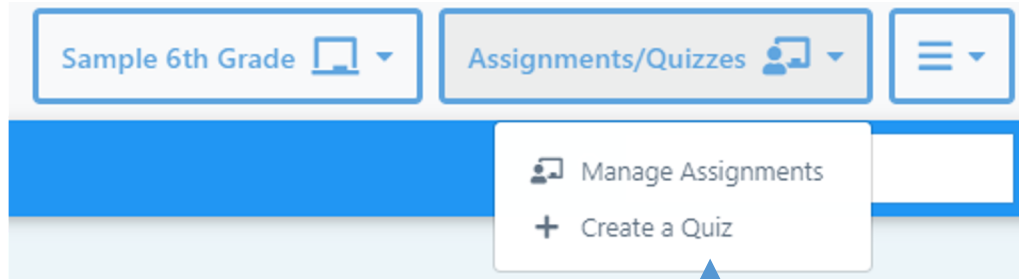 Sample 6th Grade
Assignments/Quizzes
Manage Assignments
Create a Quiz